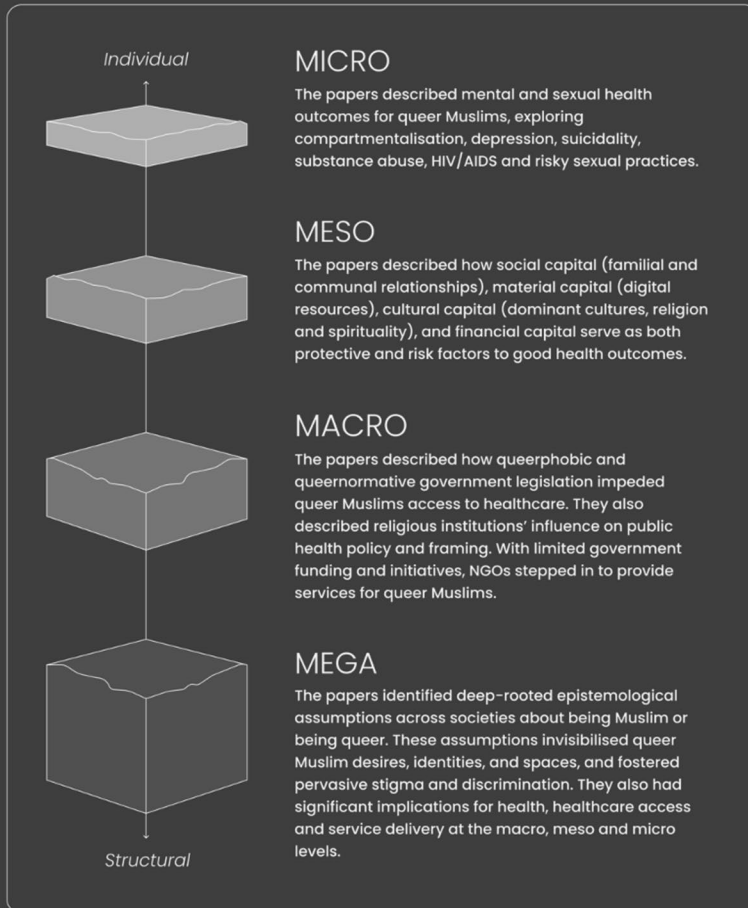 Individual
MICRO
The papers described mental and sexual health
outcomes for queer Muslims, exploring
compartmentalisation, depression, suicidality,
substance abuse, HIV/AIDS and risky sexual practices.
MESO
The papers described how social capital (familial and
communal relationships), material capital (digital
resources), cultural capital (dominant cultures, religion
and spirituality), and financial capital serve as both
protective and risk factors to good health outcomes.
MACRO
The papers described how queerphobic and
queernormative government legislation impeded
queer Muslims access to healthcare. They also
described religious institutions’ influence on public
health policy and framing. With limited government
funding and initiatives, NGOs stepped in to provide
services for queer Muslims.
MEGA
The papers identified deep-rooted epistemological
assumptions across societies about being Muslim or
being queer. These assumptions invisibilised queer
Muslim desires, identities, and spaces, and fostered
pervasive stigma and discrimination. They also had
significant implications for health, healthcare access
and service delivery at the macro, meso and micro
levels.
Structural